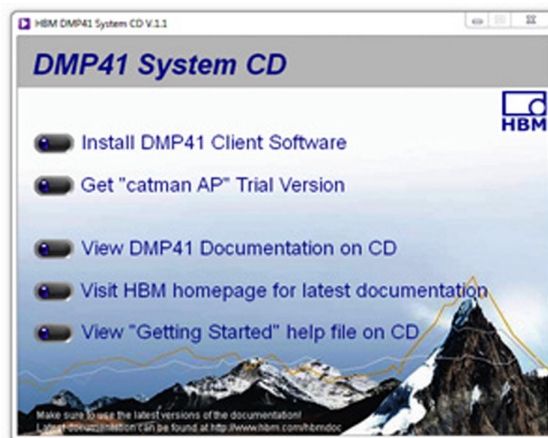 HBM DMP41 System CD V.1.1
DMP41 System CD
HBM
Install DMP41 Client Software
Get "catman AP" Trial Version
View DMP41 Documentation on CD
Visit HBM homepage for latest documentation
View "Getting Started" help file on CD
Make sure to use the latest versions of the documentation!
Latest documentation can be found at http://www.hbm.com/hbmdoc